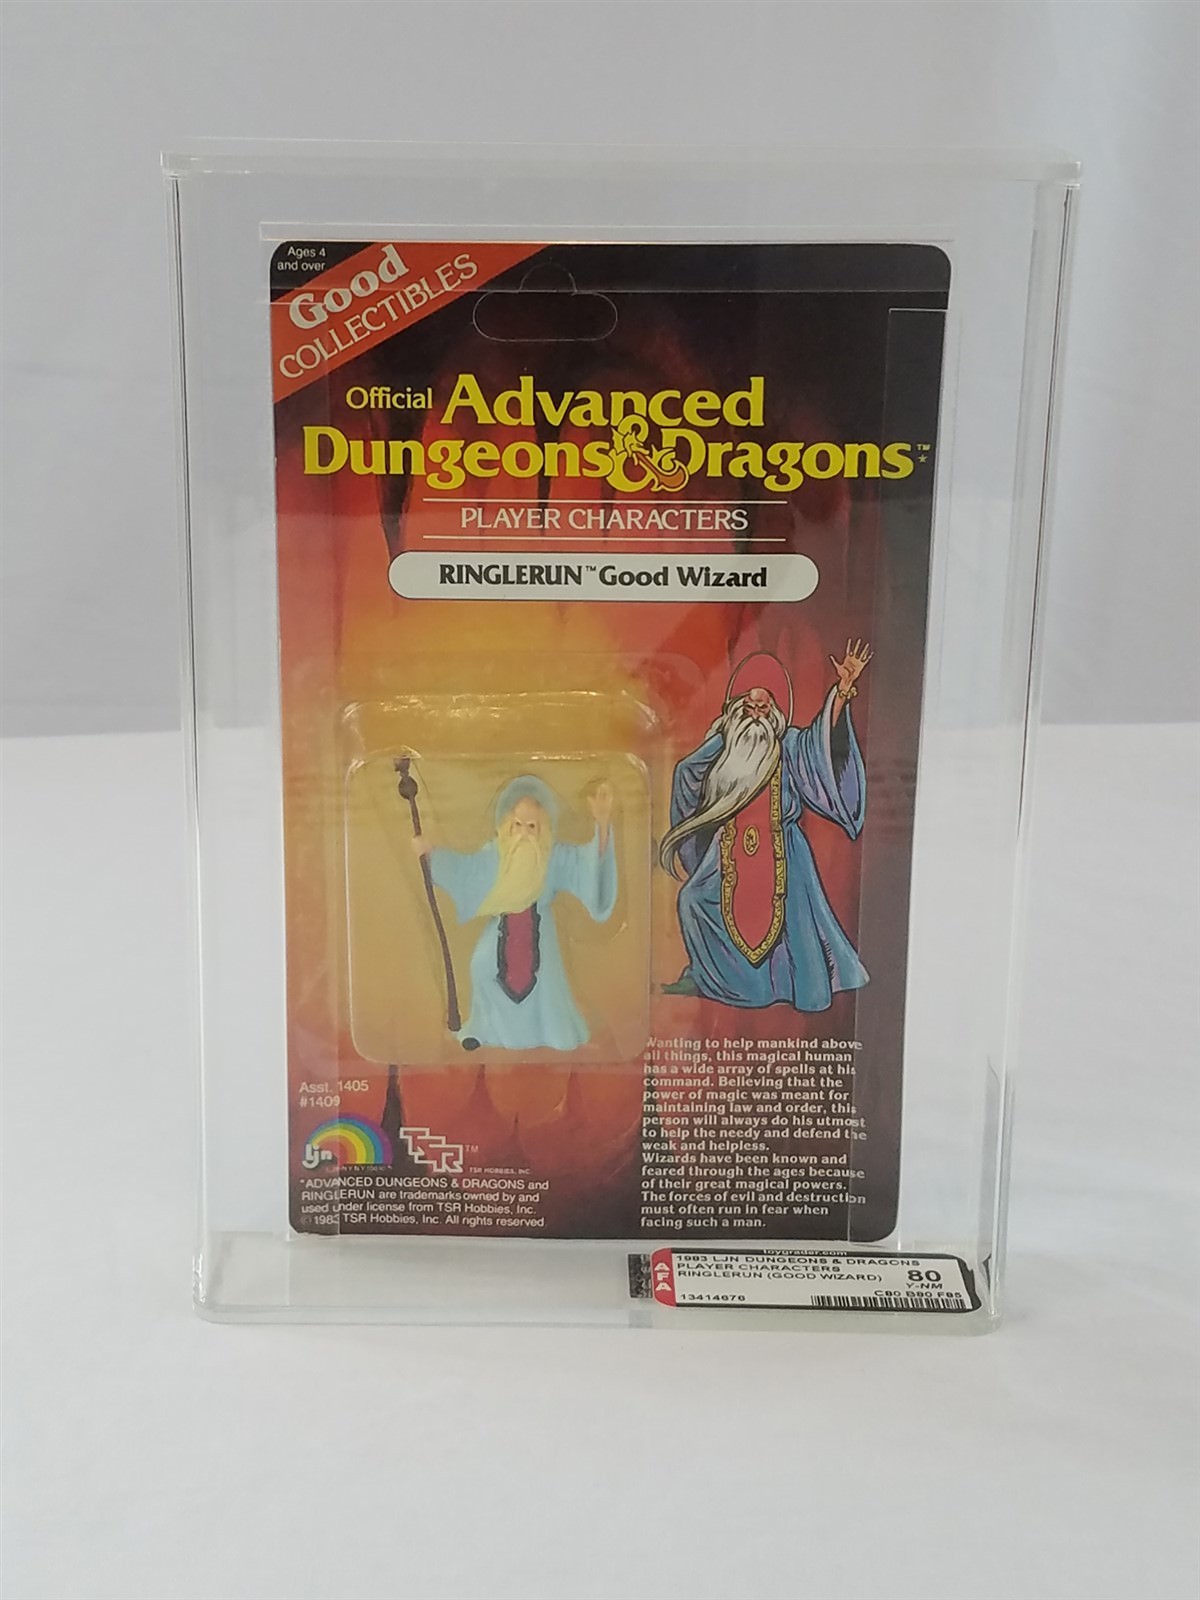 Ages 4
and over
Good
COLLECTIBLES
Official Advanced
Dungeons & Dragons™*
PLAYER CHARACTERS
RINGLERUN™ Good Wizard
Wanting to help mankind above
all things, this magical human
has a wide array of spells at his
command. Believing that the
power of magic was meant for
maintaining law and order, this
person will always do his utmost
to help the needy and defend the
weak and helpless.
Wizards have been known and
feared through the ages because
of their great magical powers.
The forces of evil and destruction
must often run in fear when
facing such a man.
Asst. 1405
#1409
ljn
TSR™
TSR HOBBIES, INC.
*ADVANCED DUNGEONS & DRAGONS and
RINGLERUN are trademarks owned by and
used under license from TSR Hobbies, Inc.
©1983 TSR Hobbies, Inc. All rights reserved
toygrader.com
AFA
1983 LJN DUNGEONS & DRAGONS
PLAYER CHARACTERS
RINGLERUN (GOOD WIZARD)
80
Y-NM
13414676
C80 B80 F85